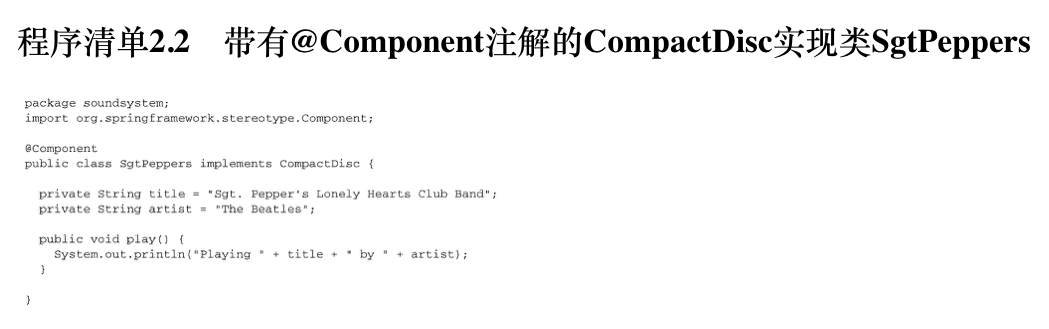 程序清单2.2 带有@Component注解的CompactDisc实现类SgtPeppers
package soundsystem;
import org.springframework.stereotype.Component;
@Component
public class SgtPeppers implements CompactDisc {
private String title = "Sgt. Pepper's Lonely Hearts Club Band";
private String artist = "The Beatles";
public void play() {
System.out.println("Playing " + title + " by " + artist);
}
}